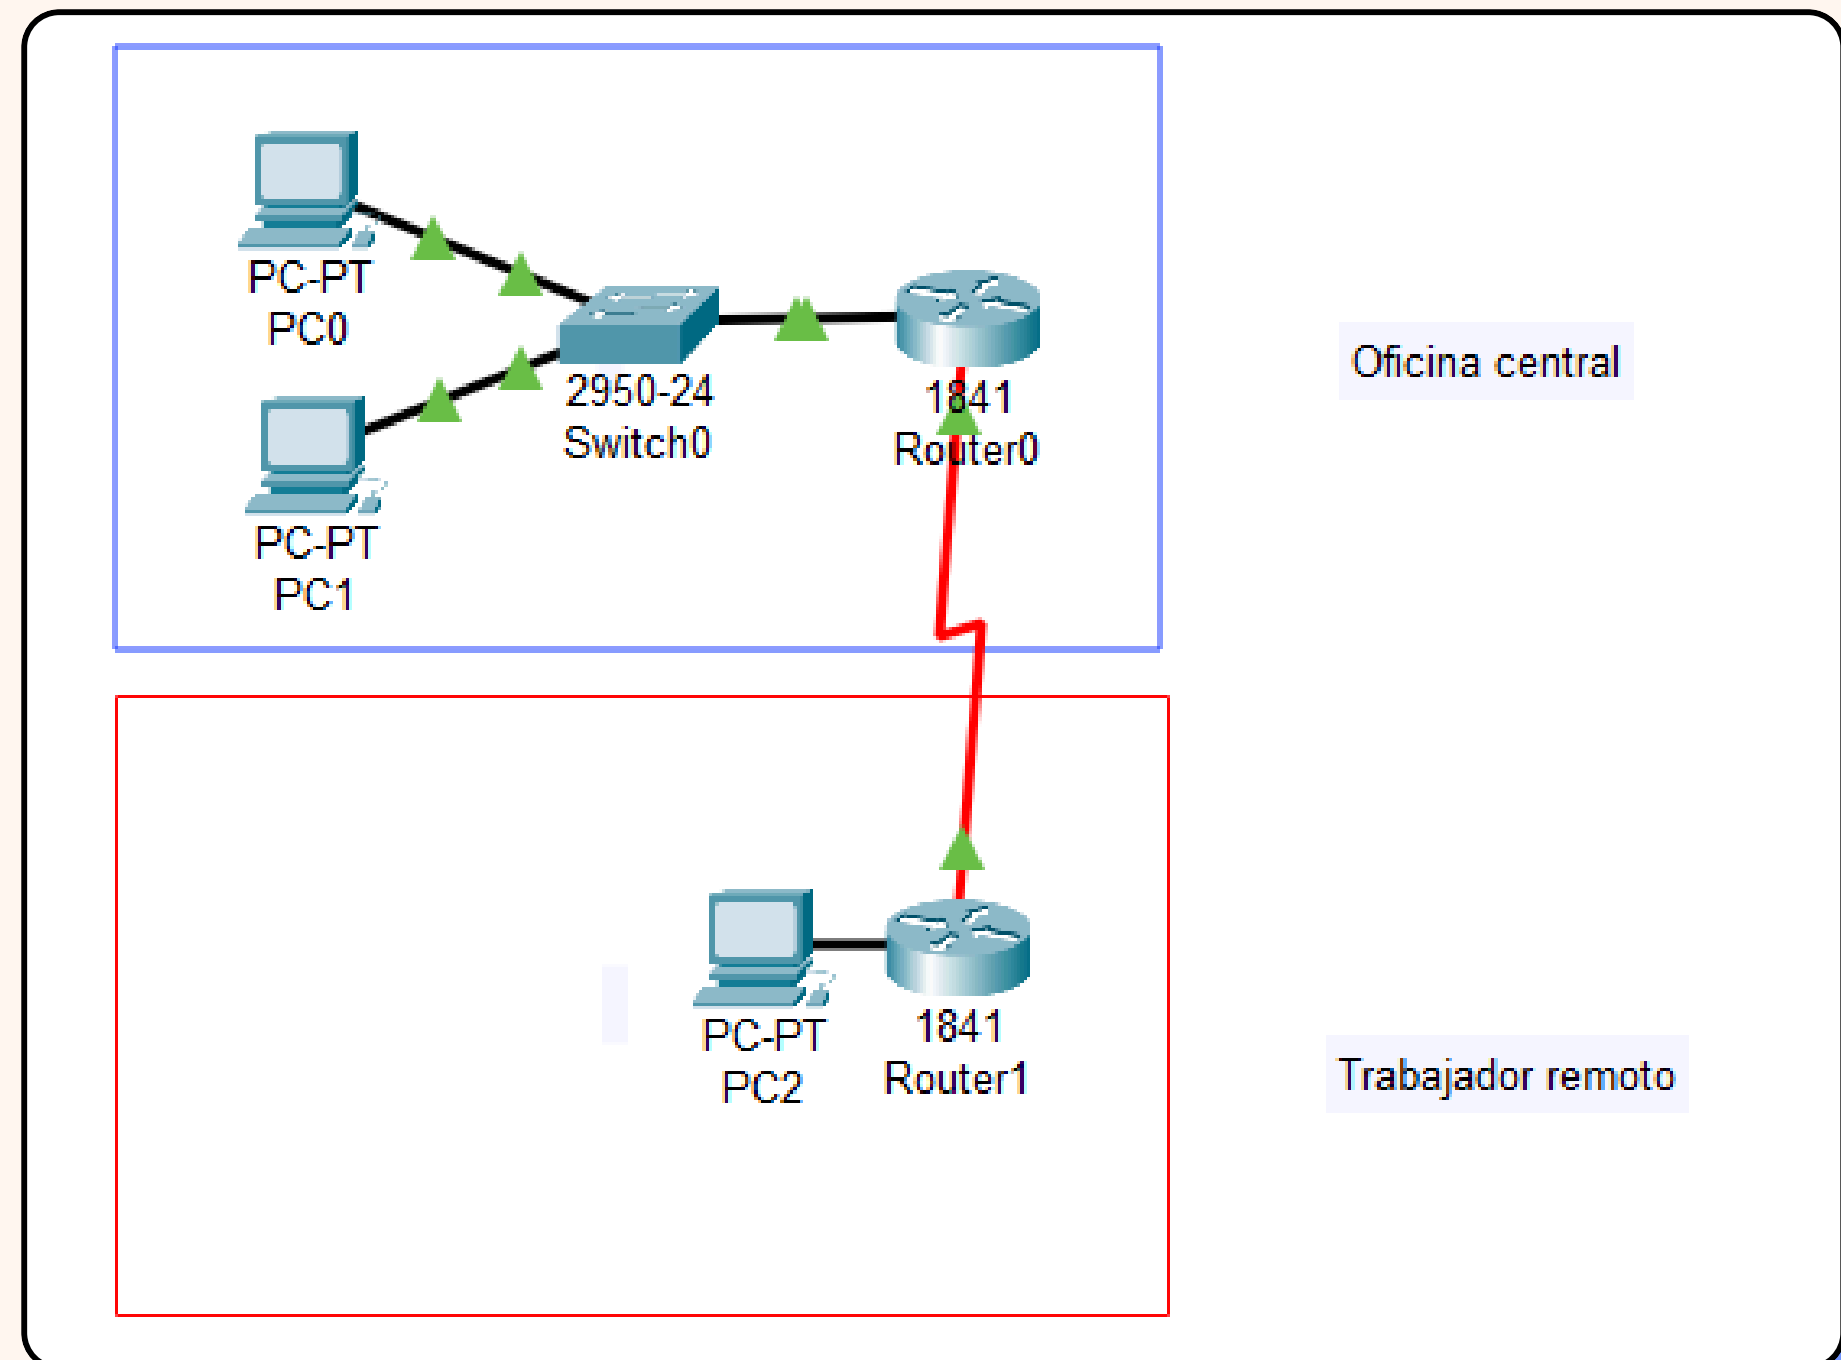 PC-PT
PC0
2950-24
Switch0
1841
Router0
PC-PT
PC1
Oficina central
PC-PT
PC2
1841
Router1
Trabajador remoto